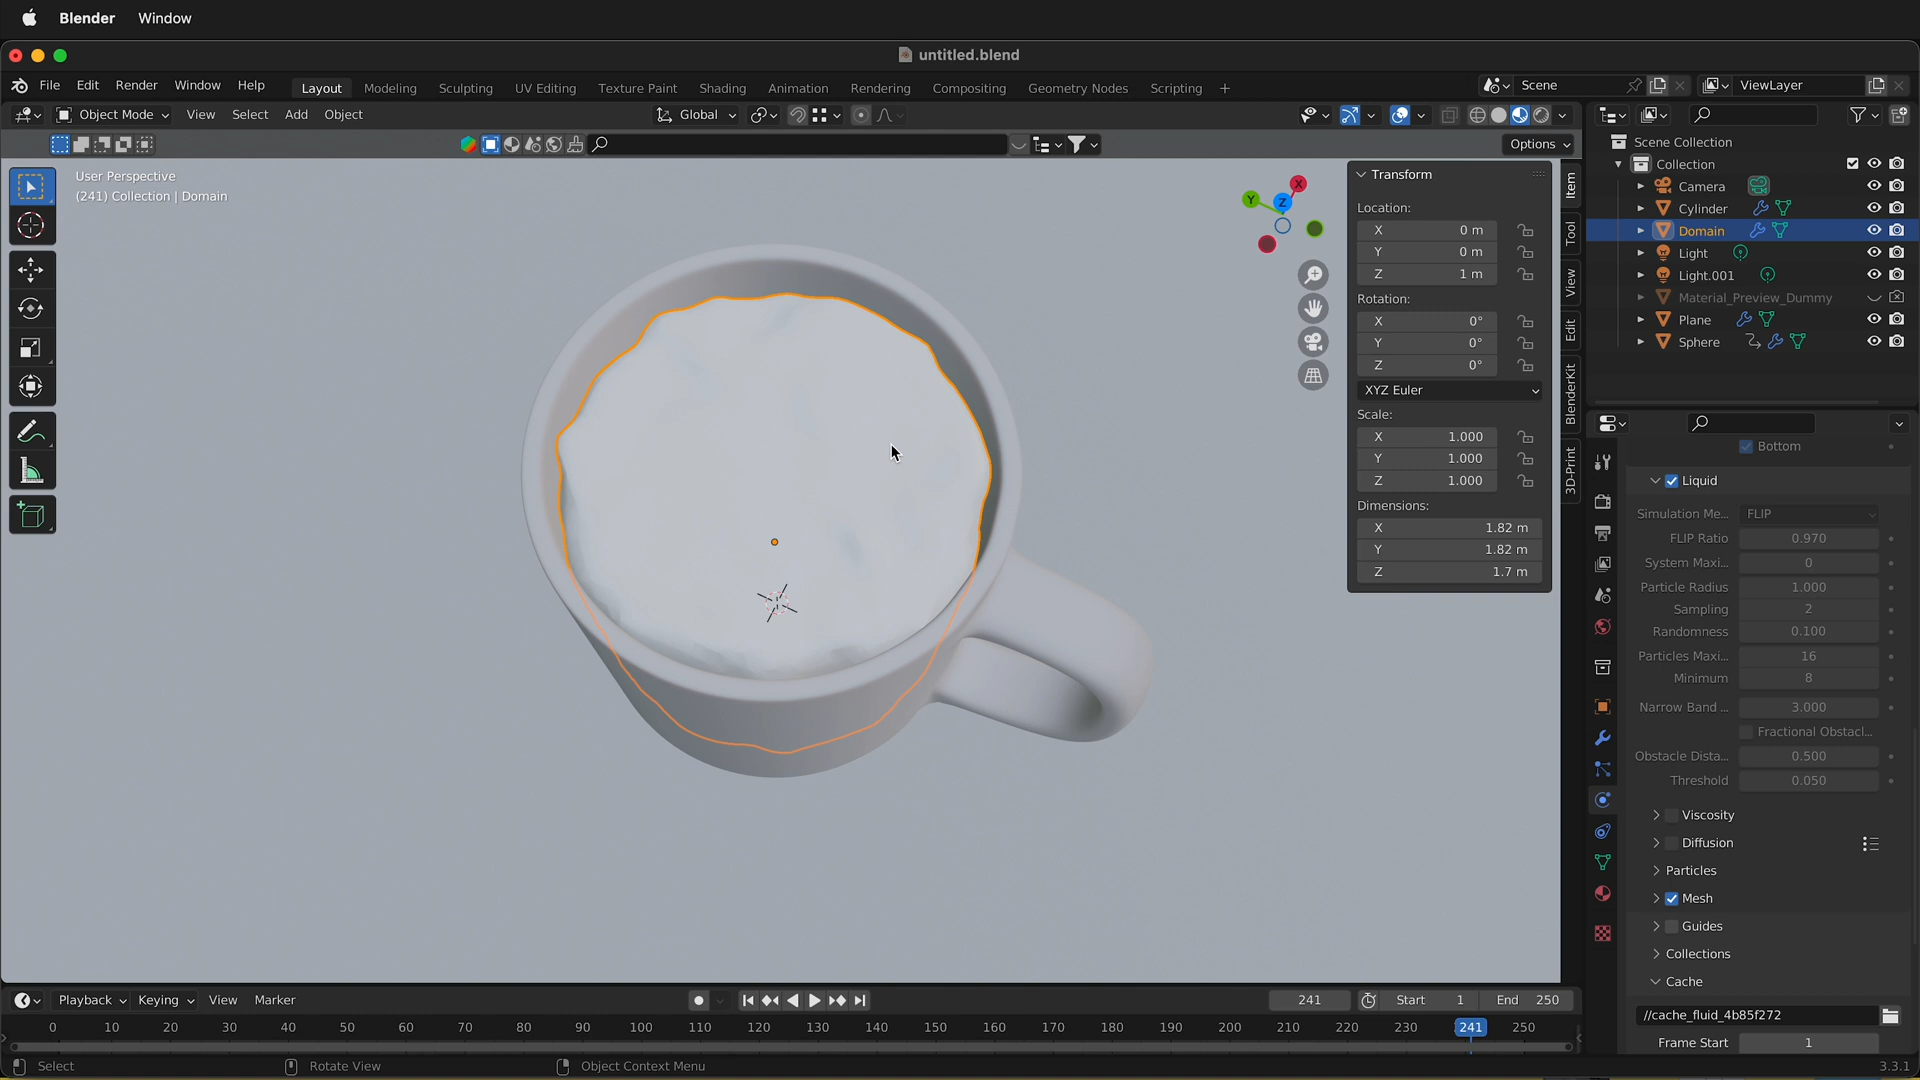 Blender Window
untitled.blend
File Edit Render Window Help Layout Modeling Sculpting UV Editing Texture Paint Shading Animation Rendering Compositing Geometry Nodes Scripting + Scene ViewLayer
Object Mode View Select Add Object Global
Options
User Perspective
(241) Collection | Domain
X
Y
Z
Transform
Location:
X 0 m
Y 0 m
Z 1 m
Rotation:
X 0°
Y 0°
Z 0°
XYZ Euler
Scale:
X 1.000
Y 1.000
Z 1.000
Dimensions:
X 1.82 m
Y 1.82 m
Z 1.7 m
Item
Tool
View
Edit
BlenderKit
3D-Print
Scene Collection
Collection
Camera
Cylinder
Domain
Light
Light.001
Material_Preview_Dummy
Plane
Sphere
Bottom
Liquid
Simulation Me... FLIP
FLIP Ratio 0.970
System Maxi... 0
Particle Radius 1.000
Sampling 2
Randomness 0.100
Particles Maxi... 16
Minimum 8
Narrow Band ... 3.000
Fractional Obstacl...
Obstacle Dista... 0.500
Threshold 0.050
Viscosity
Diffusion
Particles
Mesh
Guides
Collections
Cache
//cache_fluid_4b85f272
Frame Start 1
Playback Keying View Marker 241 Start 1 End 250
0 10 20 30 40 50 60 70 80 90 100 110 120 130 140 150 160 170 180 190 200 210 220 230 241 250
Select Rotate View Object Context Menu 3.3.1